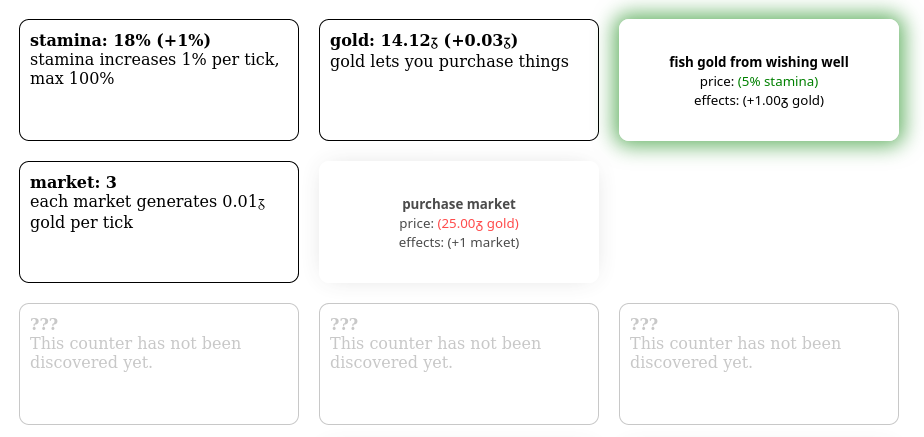 stamina: 18% (+1%)
stamina increases 1% per tick,
max 100%
gold: 14.12ʒ (+0.03ʒ)
gold lets you purchase things
fish gold from wishing well
price: (5% stamina)
effects: (+1.00ʒ gold)
market: 3
each market generates 0.01ʒ
gold per tick
purchase market
price: (25.00ʒ gold)
effects: (+1 market)
???
This counter has not been
discovered yet.
???
This counter has not been
discovered yet.
???
This counter has not been
discovered yet.